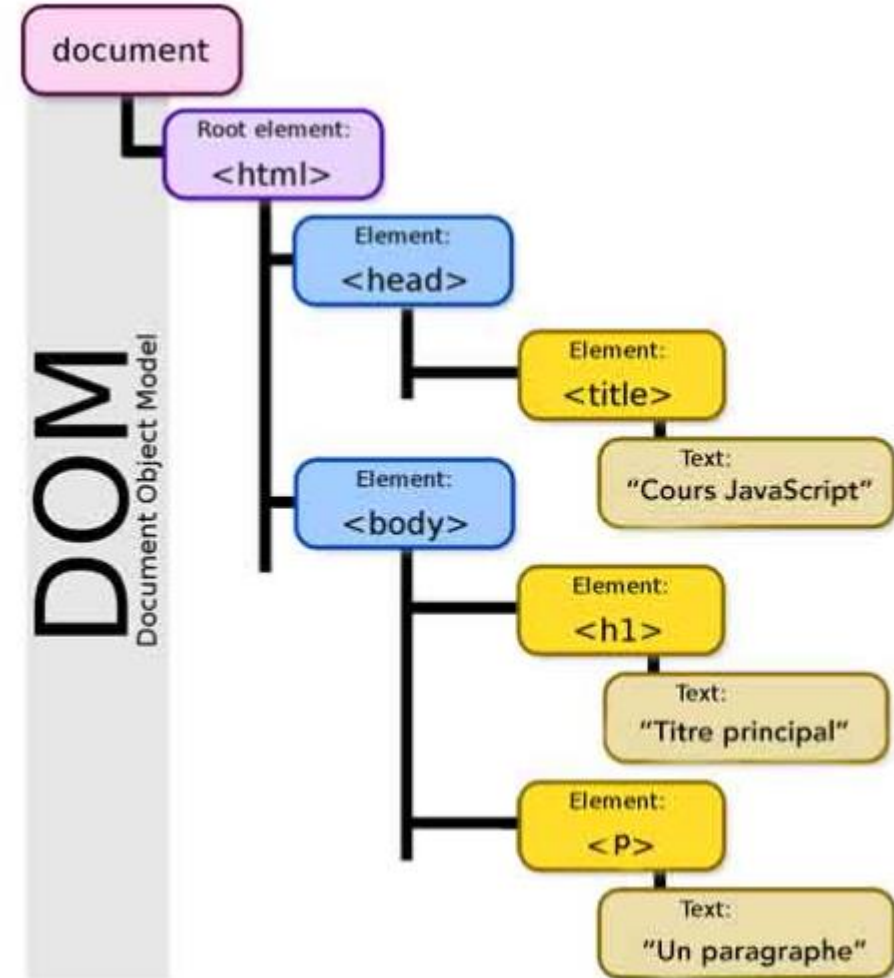 document
Root element:
<html>
Element:
<head>
Element:
<title>
Text:
“Cours JavaScript”
DOM
Document Object Model
Element:
<body>
Element:
<h1>
Text:
“Titre principal”
Element:
<P>
Text:
“Un paragraphe”